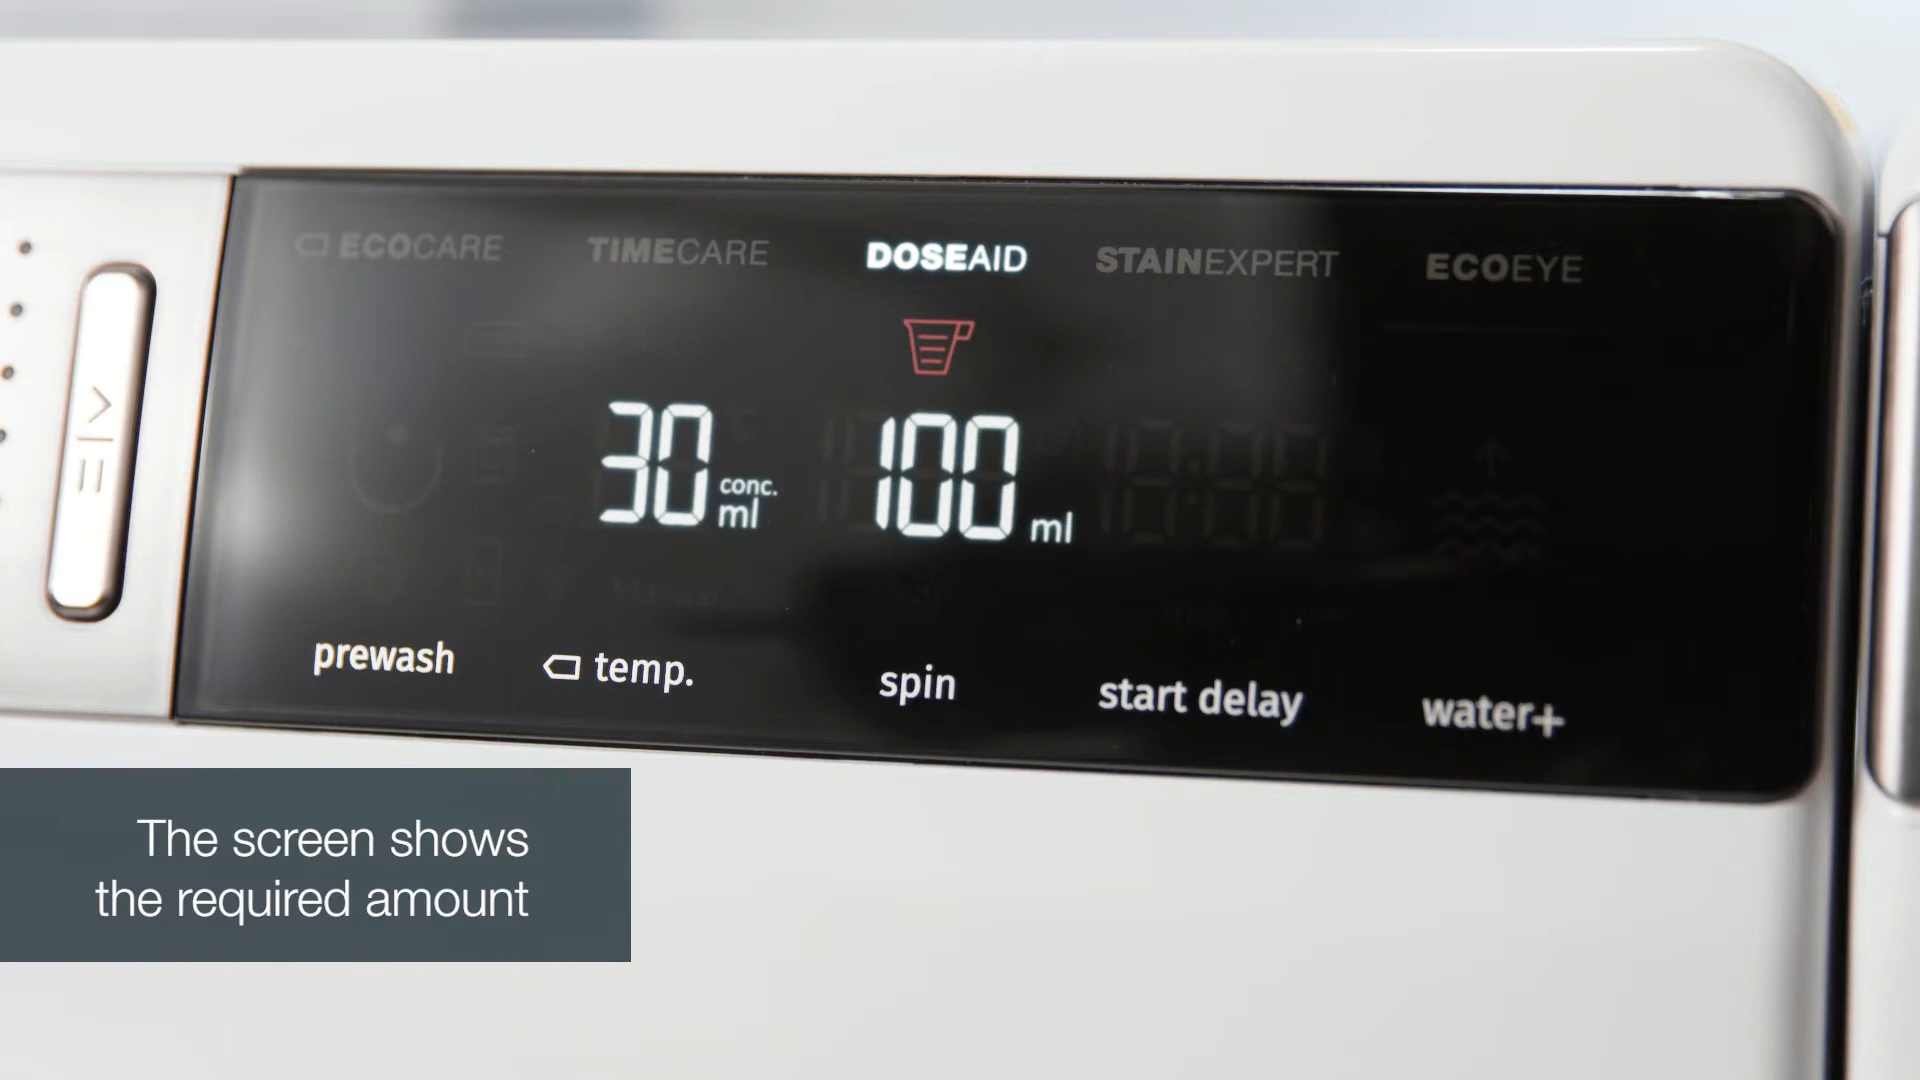 ECOCARE
TIMECARE
DOSEAID
STAINEXPERT
ECOEYE
30 conc. ml
100 ml
prewash
temp.
spin
start delay
water+
The screen shows
the required amount